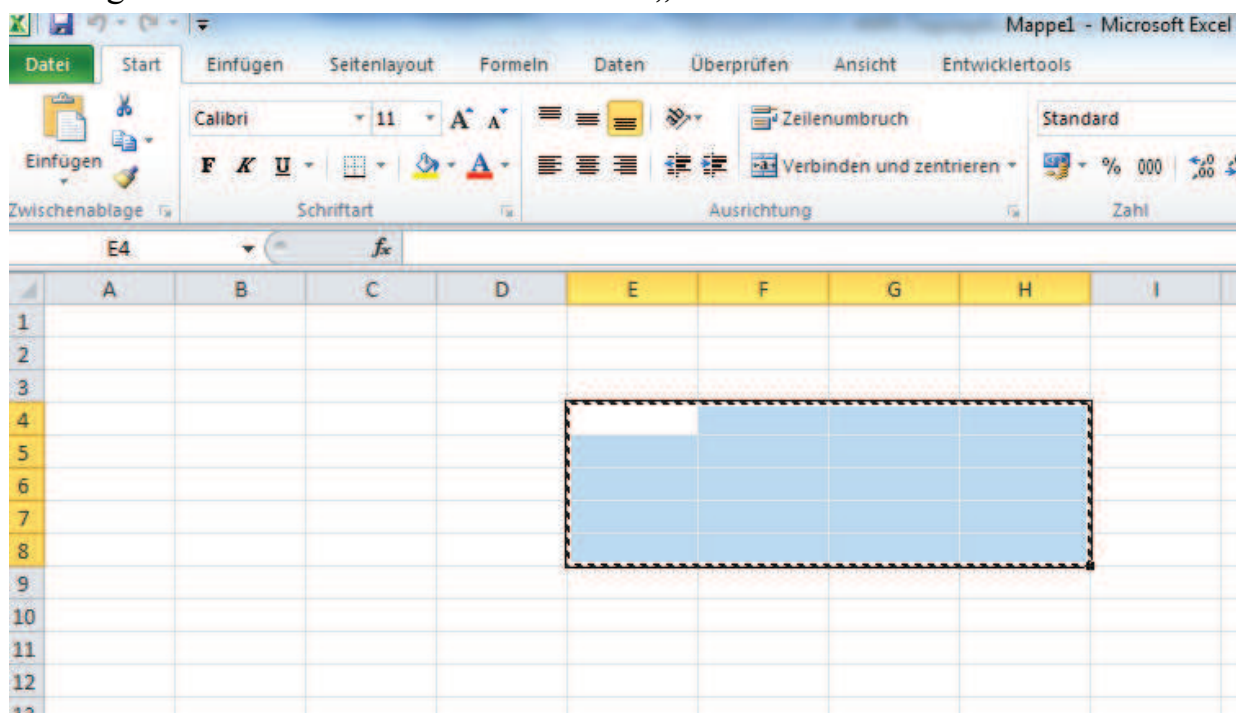 Mappe1 - Microsoft Excel
Datei Start Einfügen Seitenlayout Formeln Daten Überprüfen Ansicht Entwicklertools
Calibri 11 A A Zeilenumbruch Standard
Einfügen F K U A Verbinden und zentrieren % 000
Zwischenablage Schriftart Ausrichtung Zahl
E4 fx
A B C D E F G H I
1
2
3
4
5
6
7
8
9
10
11
12